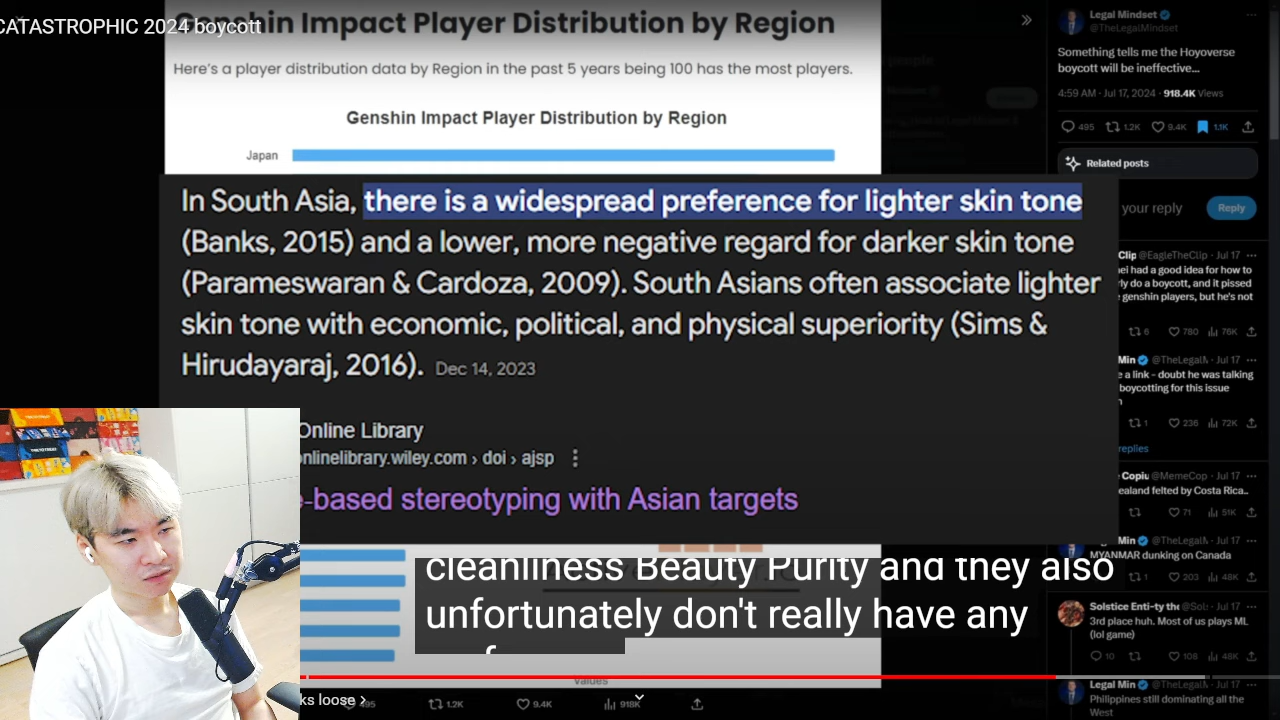 CATASTROPHIC 2024 boycott
Impact Player Distribution by Region
Here's a player distribution data by Region in the past 5 years being 100 has the most players.
Genshin Impact Player Distribution by Region
Japan
In South Asia, there is a widespread preference for lighter skin tone
(Banks, 2015) and a lower, more negative regard for darker skin tone
(Parameswaran & Cardoza, 2009). South Asians often associate lighter
skin tone with economic, political, and physical superiority (Sims &
Hirudayaraj, 2016). Dec 14, 2023
Online Library
onlinelibrary.wiley.com › doi › ajsp
-based stereotyping with Asian targets
cleanliness Beauty Purity and they also
unfortunately don't really have any
values
ks loose ›
495 1.2K 9.4K 918K
Legal Mindset
@TheLegalMindset
Something tells me the Hoyoverse
boycott will be ineffective...
4:59 AM · Jul 17, 2024 · 918.4K Views
495 1.2K 9.4K 1.1K
Related posts
your reply Reply
Clip @EagleTheClip · Jul 17
nei had a good idea for how to
rly do a boycott, and it pissed
genshin players, but he's not
6 780 76K
Min @TheLegalM · Jul 17
e a link - doubt he was talking
boycotting for this issue
1 236 72K
replies
Copiu @MemeCop · Jul 17
ealand felted by Costa Rica..
71 51K
Min @TheLegalM · Jul 17
MYANMAR dunking on Canada
1 203 48K
Solstice Enti-ty the @Sol · Jul 17
3rd place huh. Most of us plays ML
(lol game)
10 108 48K
Legal Min @TheLegalM · Jul 17
Philippines still dominating all the
West